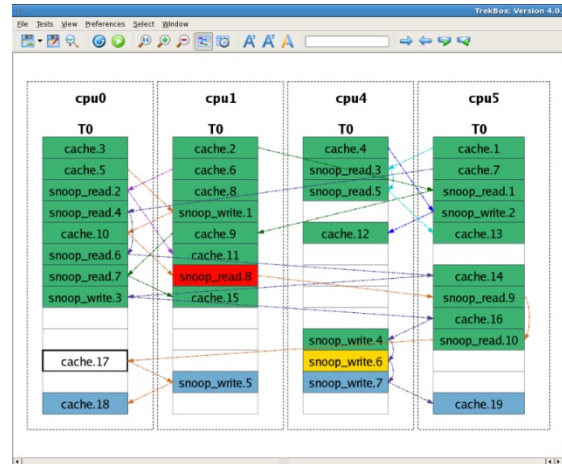 TrekBox: Version 4.0.
File Tests View Preferences Select Window
cpu0
T0
cache.3
cache.5
snoop_read.2
snoop_read.4
cache.10
snoop_read.6
snoop_read.7
snoop_write.3
cache.17
cache.18
cpu1
T0
cache.2
cache.6
cache.8
snoop_write.1
cache.9
cache.11
snoop_read.8
cache.15
snoop_write.5
cpu4
T0
cache.4
snoop_read.3
snoop_read.5
cache.12
snoop_write.4
snoop_write.6
snoop_write.7
cpu5
T0
cache.1
cache.7
snoop_read.1
snoop_write.2
cache.13
cache.14
snoop_read.9
cache.16
snoop_read.10
cache.19